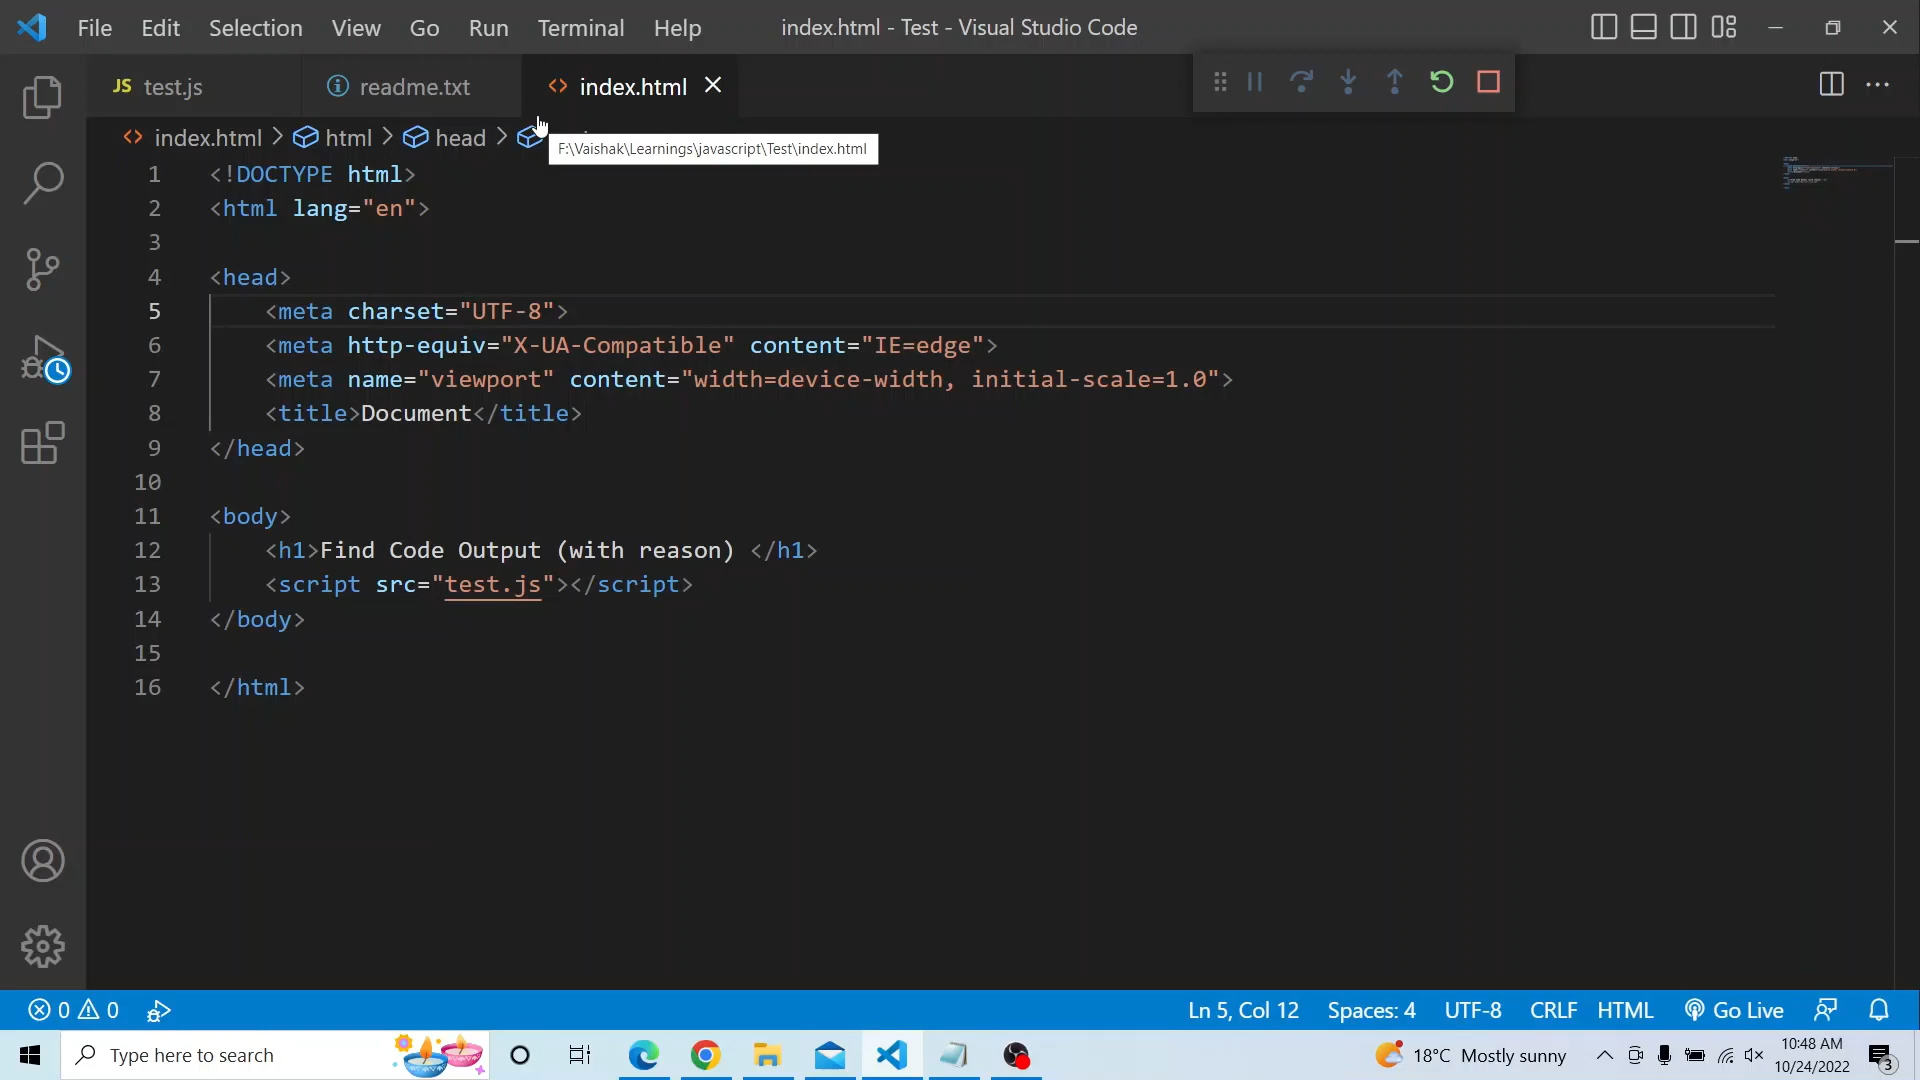 File Edit Selection View Go Run Terminal Help index.html - Test - Visual Studio Code
JS test.js readme.txt index.html
index.html > html > head >
F:\Vaishak\Learnings\javascript\Test\index.html
1 <!DOCTYPE html>
2 <html lang="en">
3
4 <head>
5 <meta charset="UTF-8">
6 <meta http-equiv="X-UA-Compatible" content="IE=edge">
7 <meta name="viewport" content="width=device-width, initial-scale=1.0">
8 <title>Document</title>
9 </head>
10
11 <body>
12 <h1>Find Code Output (with reason) </h1>
13 <script src="test.js"></script>
14 </body>
15
16 </html>
0 0 Ln 5, Col 12 Spaces: 4 UTF-8 CRLF HTML Go Live
Type here to search 18°C Mostly sunny 10:48 AM
10/24/2022 3